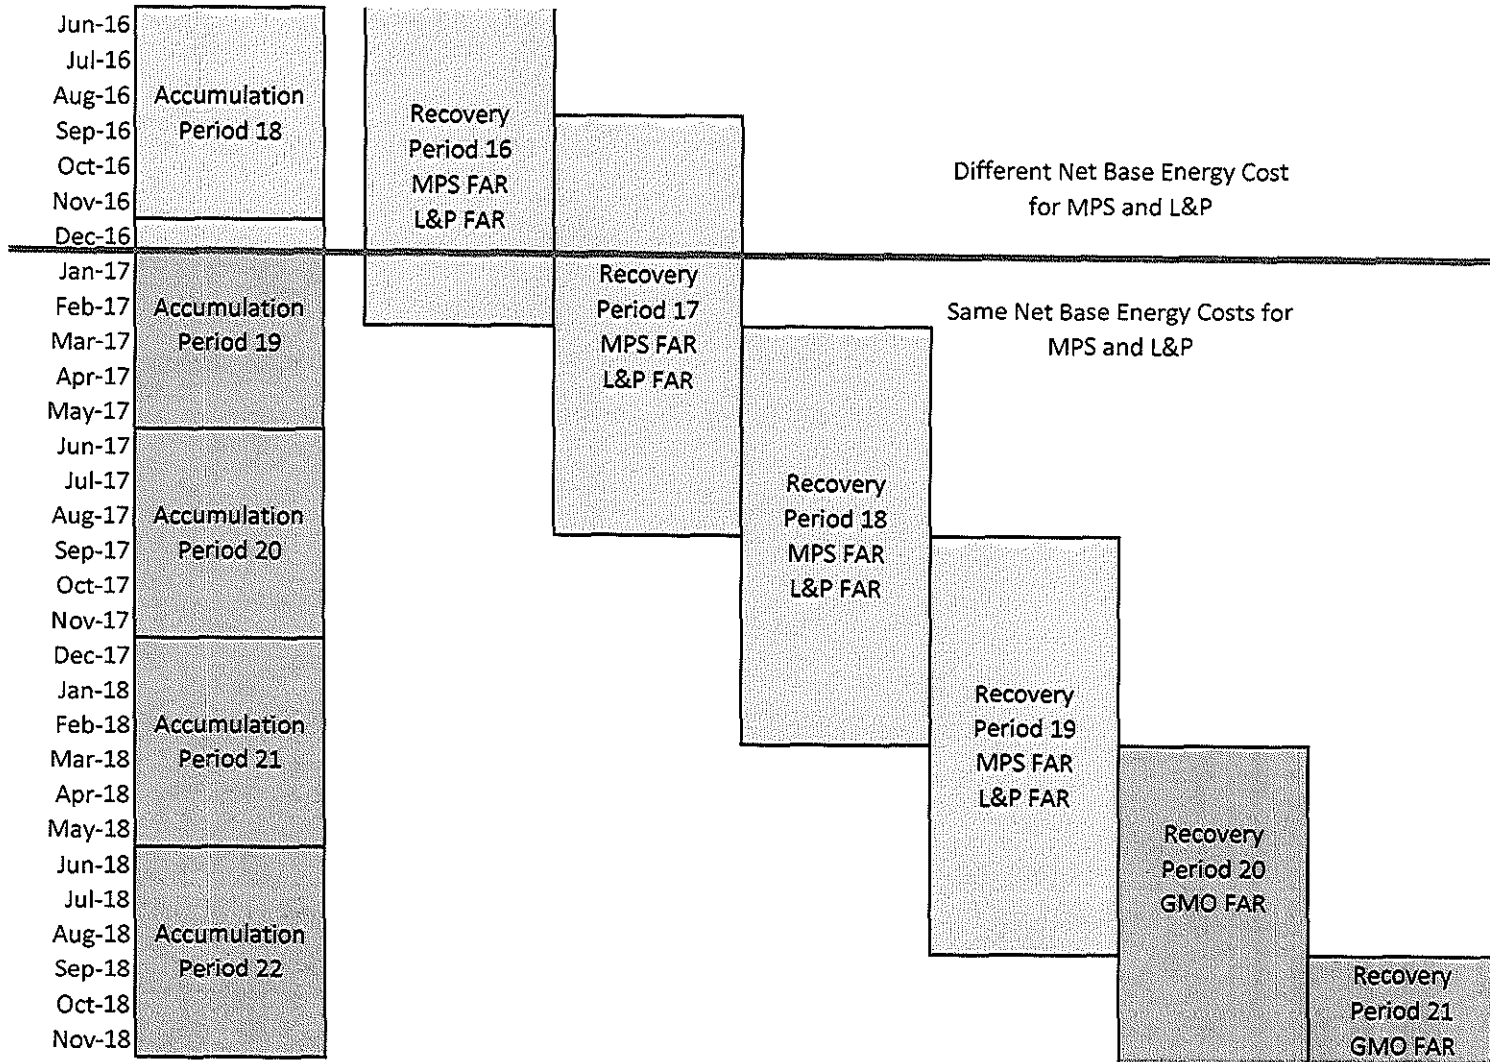 Jun-16
Jul-16
Aug-16
Sep-16
Oct-16
Nov-16
Dec-16
Jan-17
Feb-17
Mar-17
Apr-17
May-17
Jun-17
Jul-17
Aug-17
Sep-17
Oct-17
Nov-17
Dec-17
Jan-18
Feb-18
Mar-18
Apr-18
May-18
Jun-18
Jul-18
Aug-18
Sep-18
Oct-18
Nov-18
Accumulation
Period 18
Accumulation
Period 19
Accumulation
Period 20
Accumulation
Period 21
Accumulation
Period 22
Recovery
Period 16
MPS FAR
L&P FAR
Recovery
Period 17
MPS FAR
L&P FAR
Recovery
Period 18
MPS FAR
L&P FAR
Recovery
Period 19
MPS FAR
L&P FAR
Recovery
Period 20
GMO FAR
Recovery
Period 21
GMO FAR
Different Net Base Energy Cost
for MPS and L&P
Same Net Base Energy Costs for
MPS and L&P